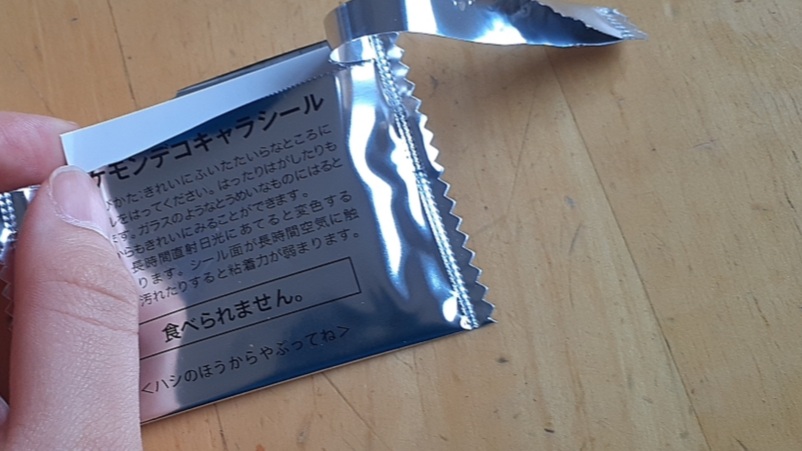 ケモンデコキャラシール
かた:きれいにふいたたいらなところに
ルをはってください。はったりはがしたりも
ます。ガラスのようなとうめいなものにはると
からもきれいにみることができます。
長時間直射日光にあてると変色する
ります。シール面が長時間空気に触
汚れたりすると粘着力が弱まります。
食べられません。
<ハシのほうからやぶってね>